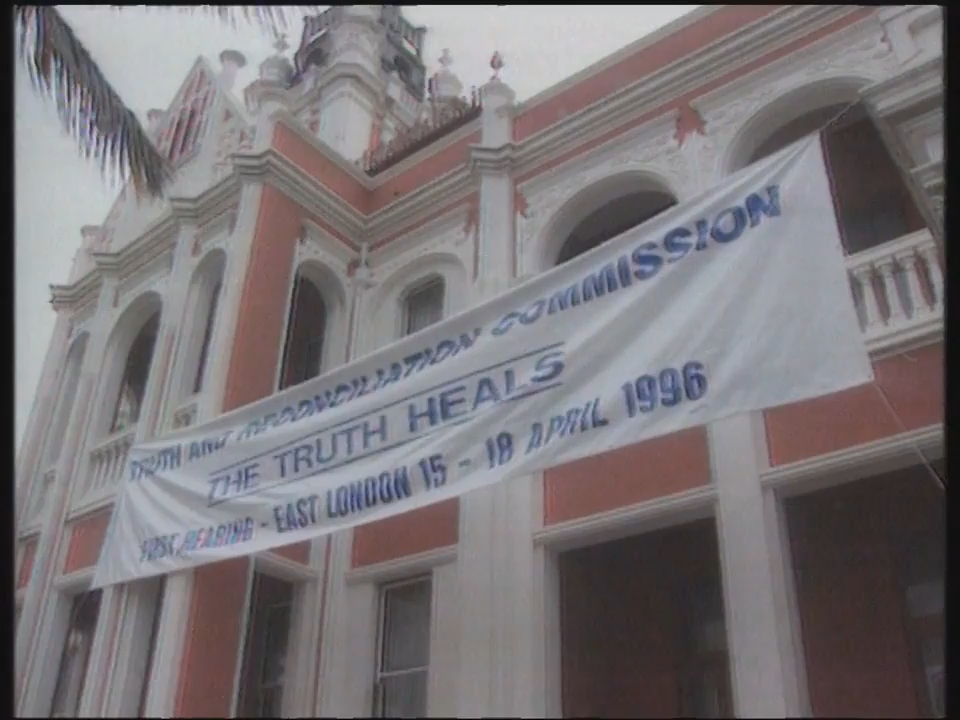 TRUTH AND RECONCILIATION COMMISSION
THE TRUTH HEALS
FIRST HEARING - EAST LONDON 15 - 18 APRIL 1996